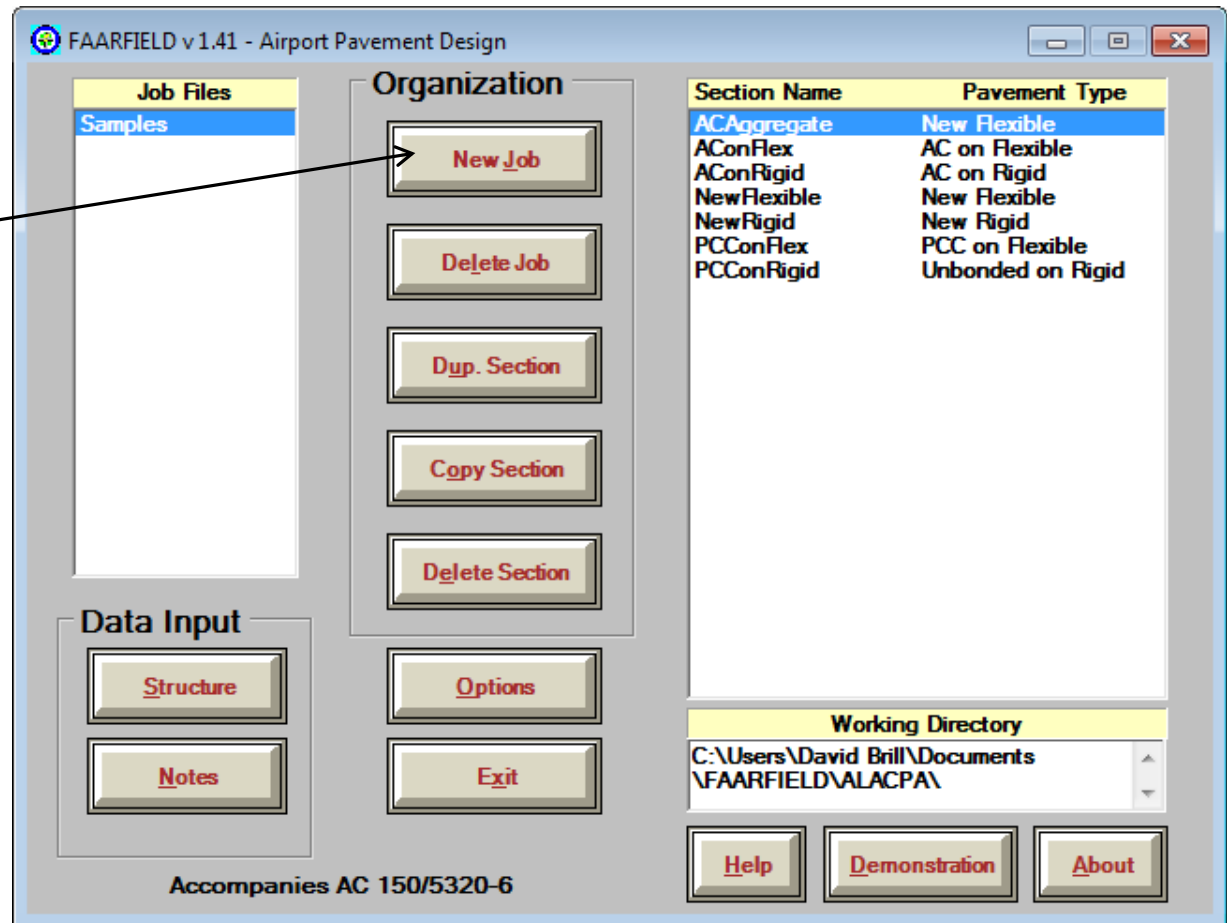 FAARFIELD v 1.41 - Airport Pavement Design
Job Files
Samples
Organization
New Job
Delete Job
Dup. Section
Copy Section
Delete Section
Section Name Pavement Type
ACAggregate New Flexible
AConFlex AC on Flexible
AConRigid AC on Rigid
NewFlexible New Flexible
NewRigid New Rigid
PCConFlex PCC on Flexible
PCConRigid Unbonded on Rigid
Data Input
Structure
Notes
Options
Exit
Working Directory
C:\Users\David Brill\Documents
\FAARFIELD\ALACPA\
Help
Demonstration
About
Accompanies AC 150/5320-6